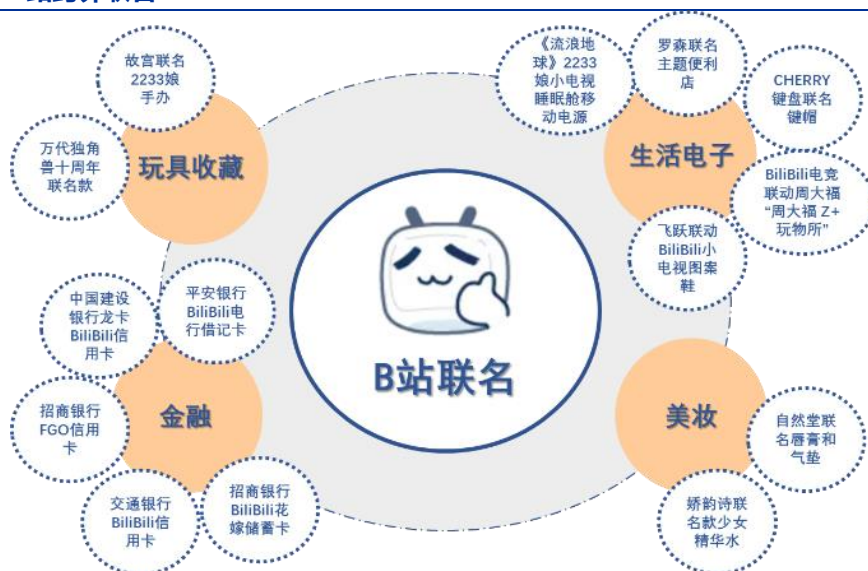 故宫联名
2233娘
手办
万代独角
兽十周年
联名款
玩具收藏
《流浪地
球》2233
娘小电视
睡眠舱移
动电源
罗森联名
主题便利
店
CHERRY
键盘联名
键帽
生活电子
BiliBili电竞
联动周大福
“周大福 Z+
玩物所”
飞跃联动
BiliBili小
电视图案
鞋
B站联名
中国建设
银行龙卡
BiliBili信
用卡
平安银行
BiliBili电
行借记卡
招商银行
FGO信用
卡
金融
交通银行
BiliBili信
用卡
招商银行
BiliBili花
嫁储蓄卡
美妆
自然堂联
名唇膏和
气垫
娇韵诗联
名款少女
精华水